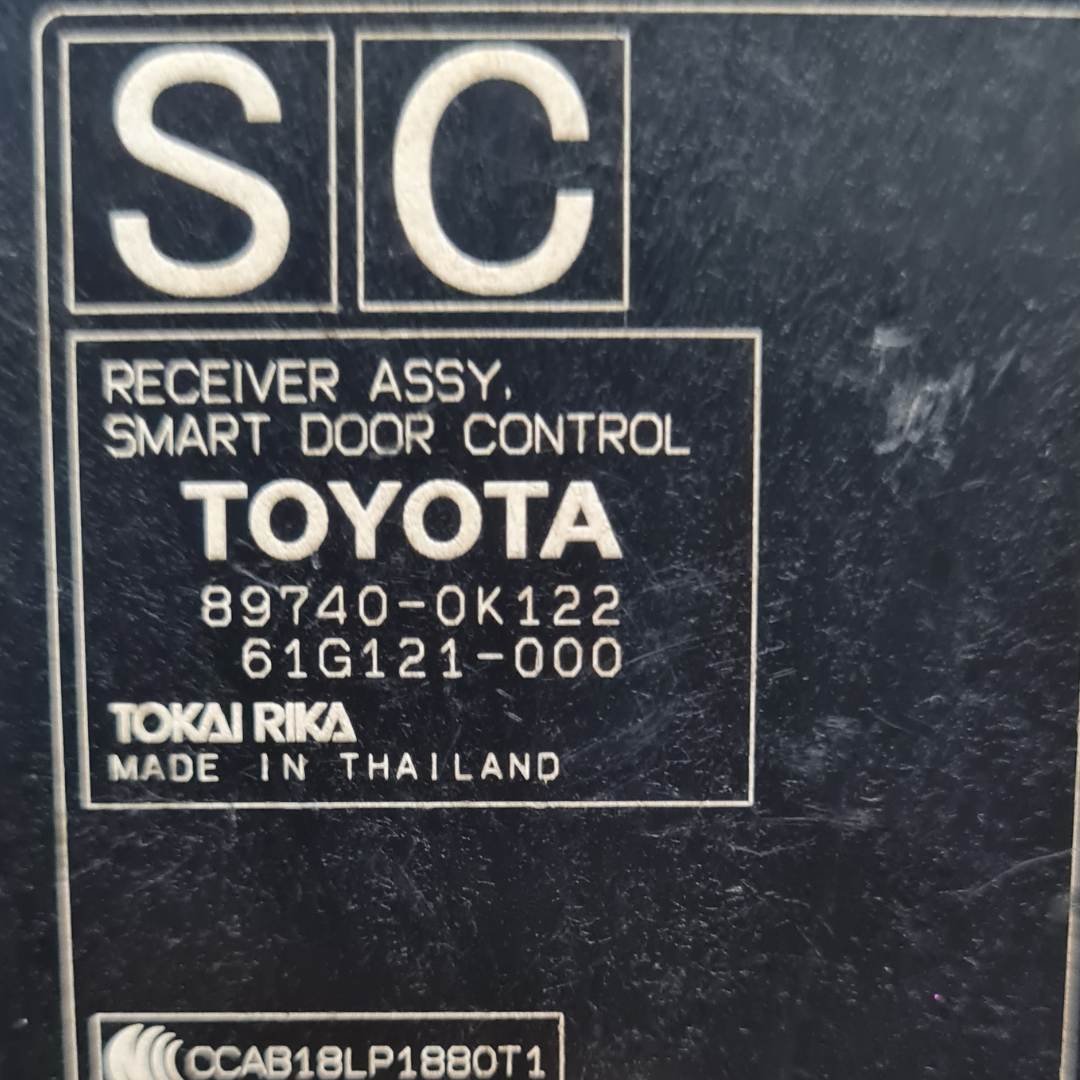 SC
RECEIVER ASSY,
SMART DOOR CONTROL
TOYOTA
89740-0K122
61G121-000
TOKAI RIKA
MADE IN THAILAND
CCAB18LP1880T1